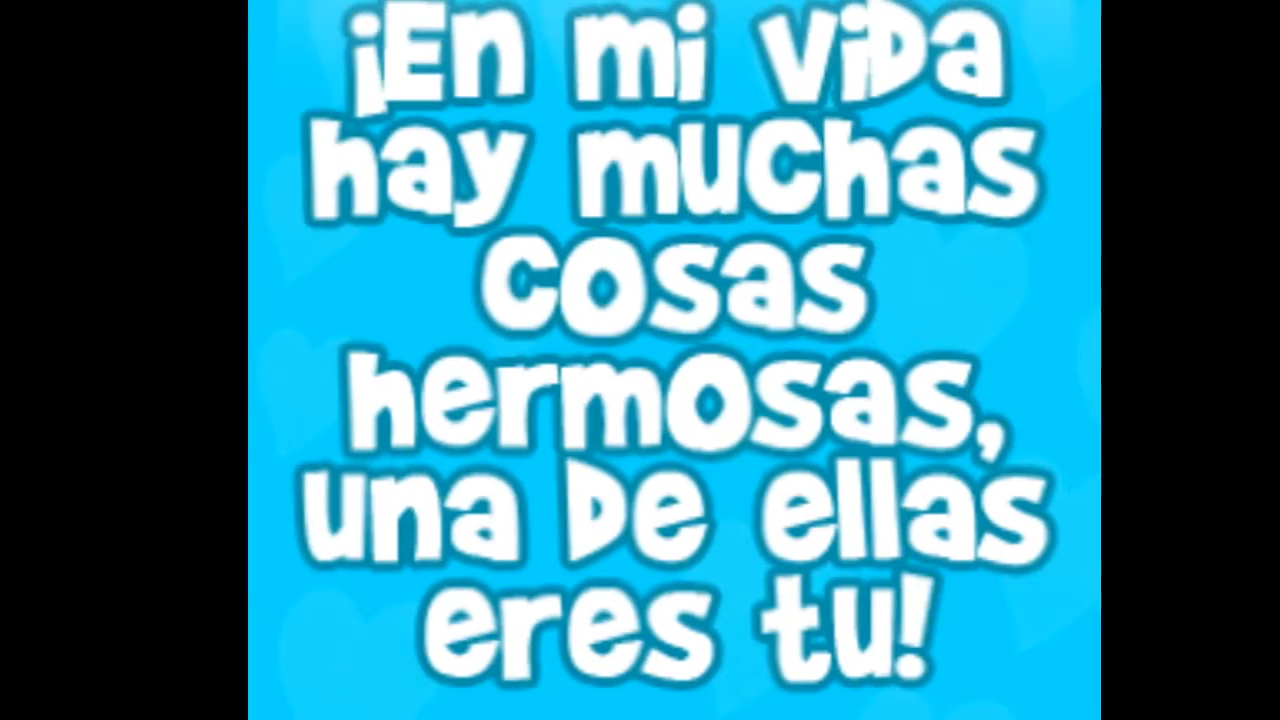 ¡En mi vida
hay muchas
cosas
hermosas,
una de ellas
eres tu!